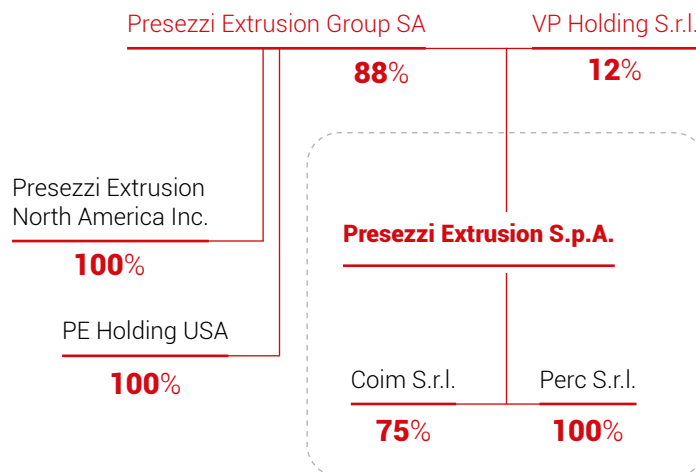 Presezzi Extrusion Group SA
VP Holding S.r.l.
88%
12%
Presezzi Extrusion
North America Inc.
100%
Presezzi Extrusion S.p.A.
PE Holding USA
100%
Coim S.r.l.
Perc S.r.l.
75%
100%